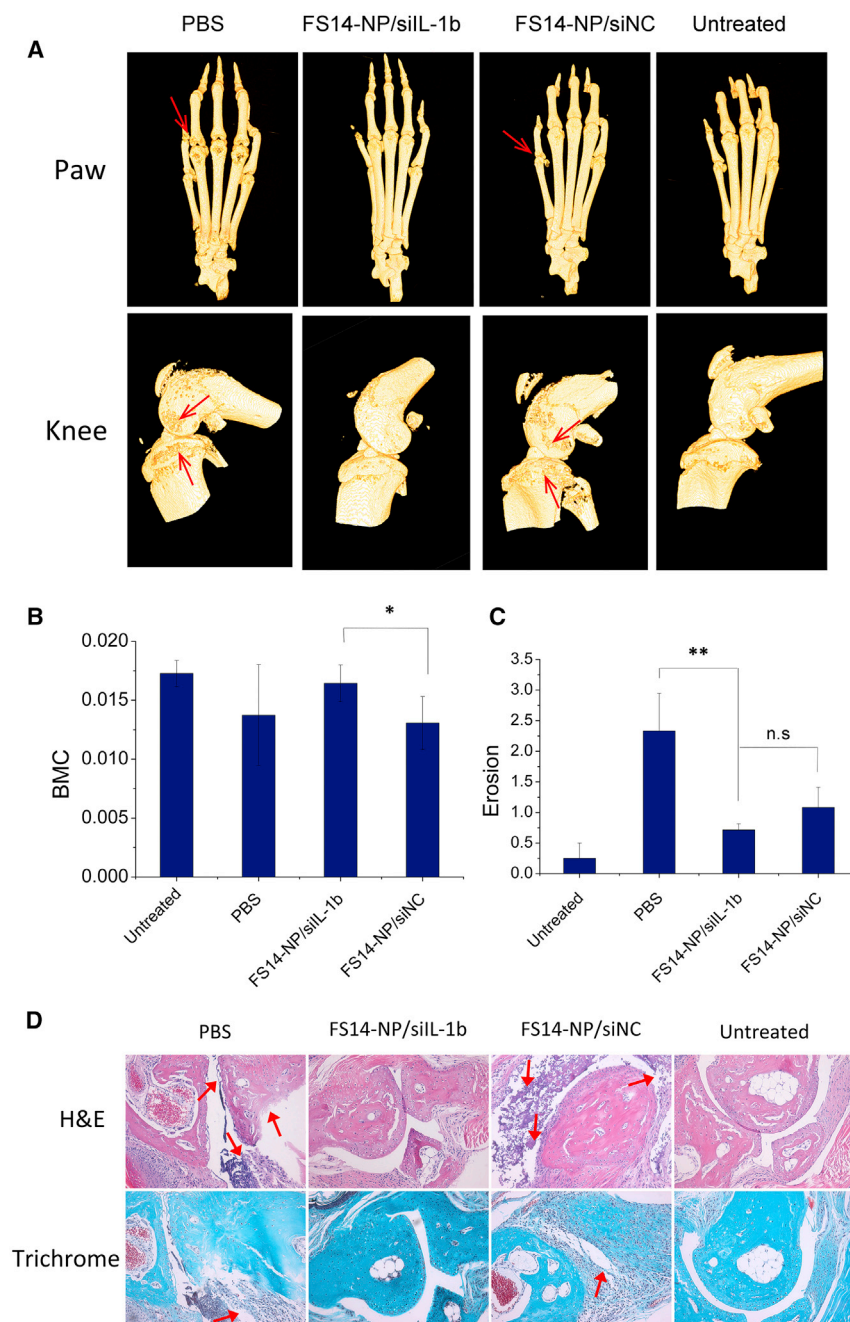 PBS FS14-NP/siIL-1b FS14-NP/siNC Untreated
A
Paw
Knee
B
*
0.020
0.015
0.010
0.005
0.000
BMC
Untreated
PBS
FS14-NP/siIL-1b
FS14-NP/siNC
C
**
n.s
3.5
3.0
2.5
2.0
1.5
1.0
0.5
0.0
Erosion
Untreated
PBS
FS14-NP/siIL-1b
FS14-NP/siNC
D
PBS FS14-NP/siIL-1b FS14-NP/siNC Untreated
H&E
Trichrome